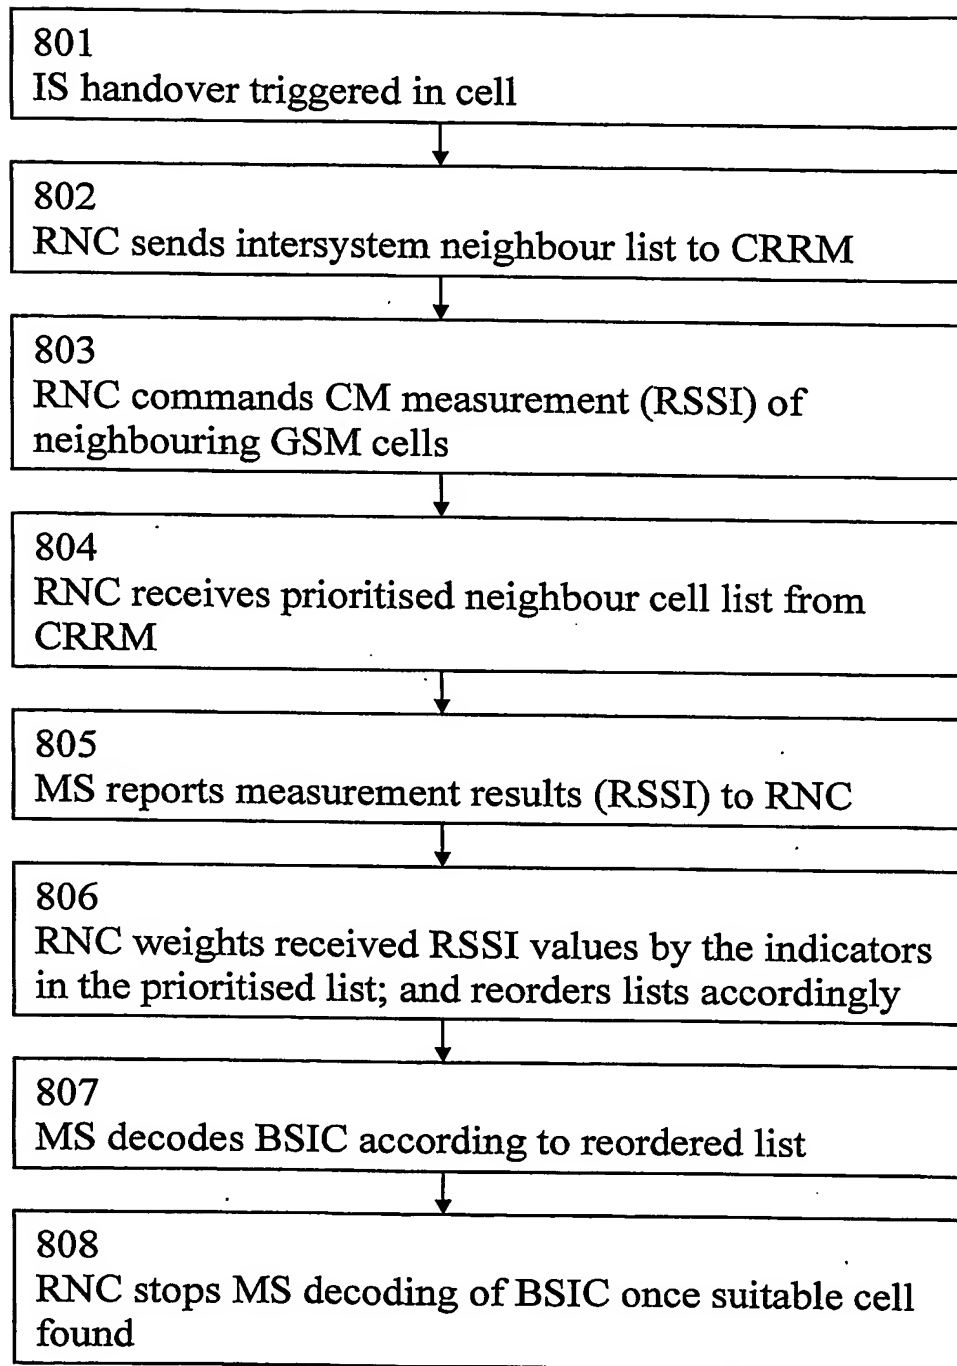 801
IS handover triggered in cell
802
RNC sends intersystem neighbour list to CRRM
803
RNC commands CM measurement (RSSI) of
neighbouring GSM cells
804
RNC receives prioritised neighbour cell list from
CRRM
805
MS reports measurement results (RSSI) to RNC
806
RNC weights received RSSI values by the indicators
in the prioritised list; and reorders lists accordingly
807
MS decodes BSIC according to reordered list
808
RNC stops MS decoding of BSIC once suitable cell
found